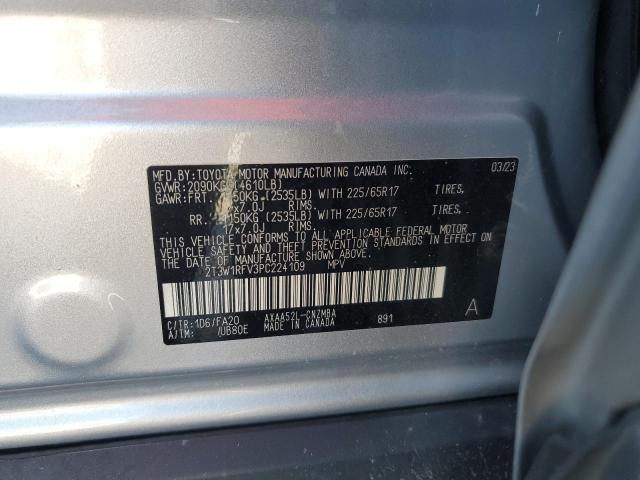 MFD.BY:TOYOTA MOTOR MANUFACTURING CANADA INC. 03/23
GVWR:2090KG(4610LB)
GAWR:FRT. 1150KG (2535LB) WITH 225/65R17 TIRES,
17x7.0J RIMS,
RR. 1150KG (2535LB) WITH 225/65R17 TIRES,
17x7.0J RIMS,
THIS VEHICLE CONFORMS TO ALL APPLICABLE FEDERAL MOTOR
VEHICLE SAFETY AND THEFT PREVENTION STANDARDS IN EFFECT ON THE DATE
OF MANUFACTURE SHOWN ABOVE.
2T3W1RFV3PC224109 MPV
C/TR:1D6/FA20 AXAA52L-CNZMBA 891 A
A/TM: /UB80E MADE IN CANADA